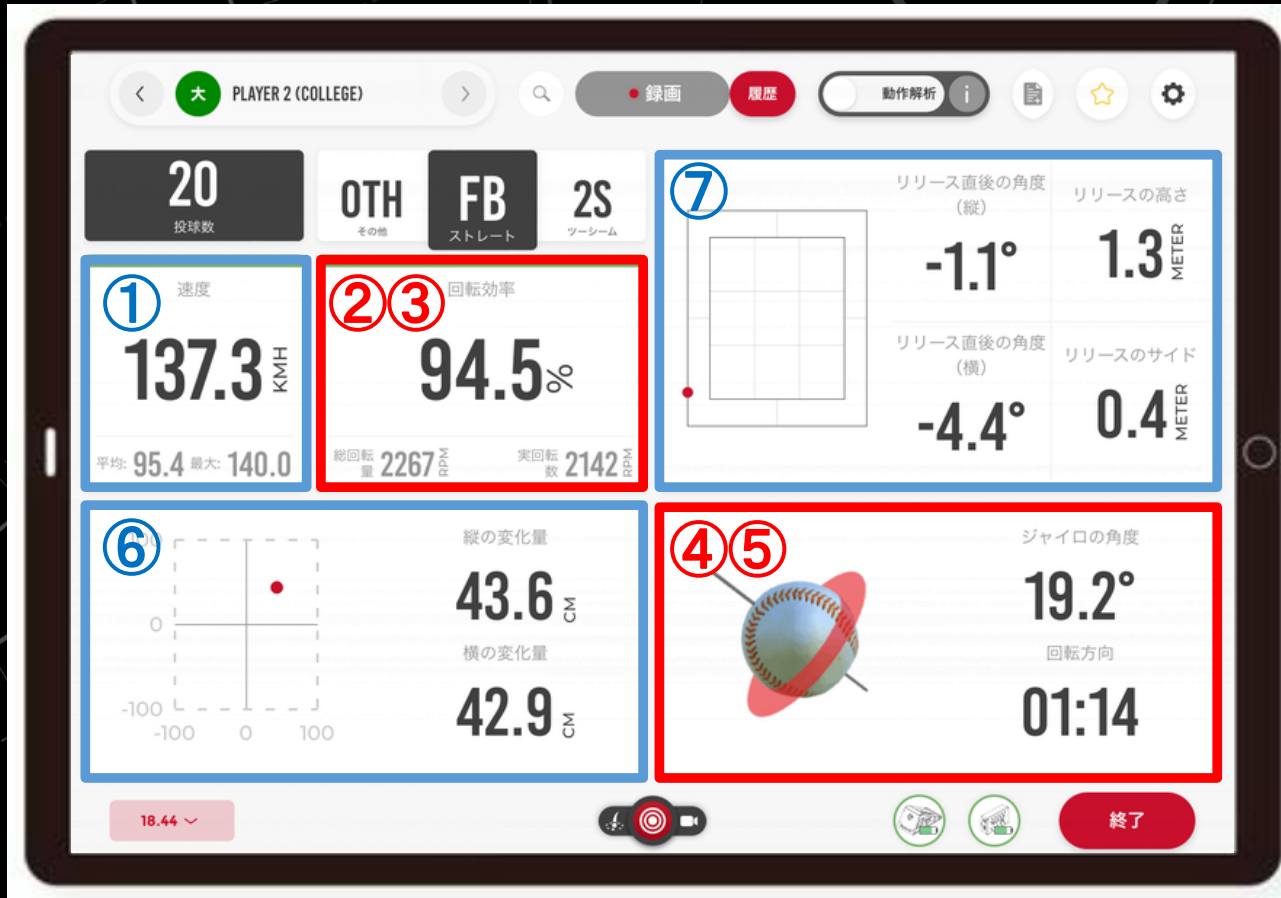 大 PLAYER 2 (COLLEGE)
録画 履歴 動作解析 i
20
投球数
OTH
その他
FB
ストレート
2S
ツーシーム
①
速度
137.3 KMH
平均: 95.4 最大: 140.0
②③
回転効率
94.5%
総回転量 2267 RPM 実回転数 2142 RPM
⑦
リリース直後の角度
(縦)
-1.1°
リリースの高さ
1.3 METER
リリース直後の角度
(横)
-4.4°
リリースのサイド
0.4 METER
⑥
100
0
-100
-100 0 100
縦の変化量
43.6 CM
横の変化量
42.9 CM
④⑤
ジャイロの角度
19.2°
回転方向
01:14
18.44
終了